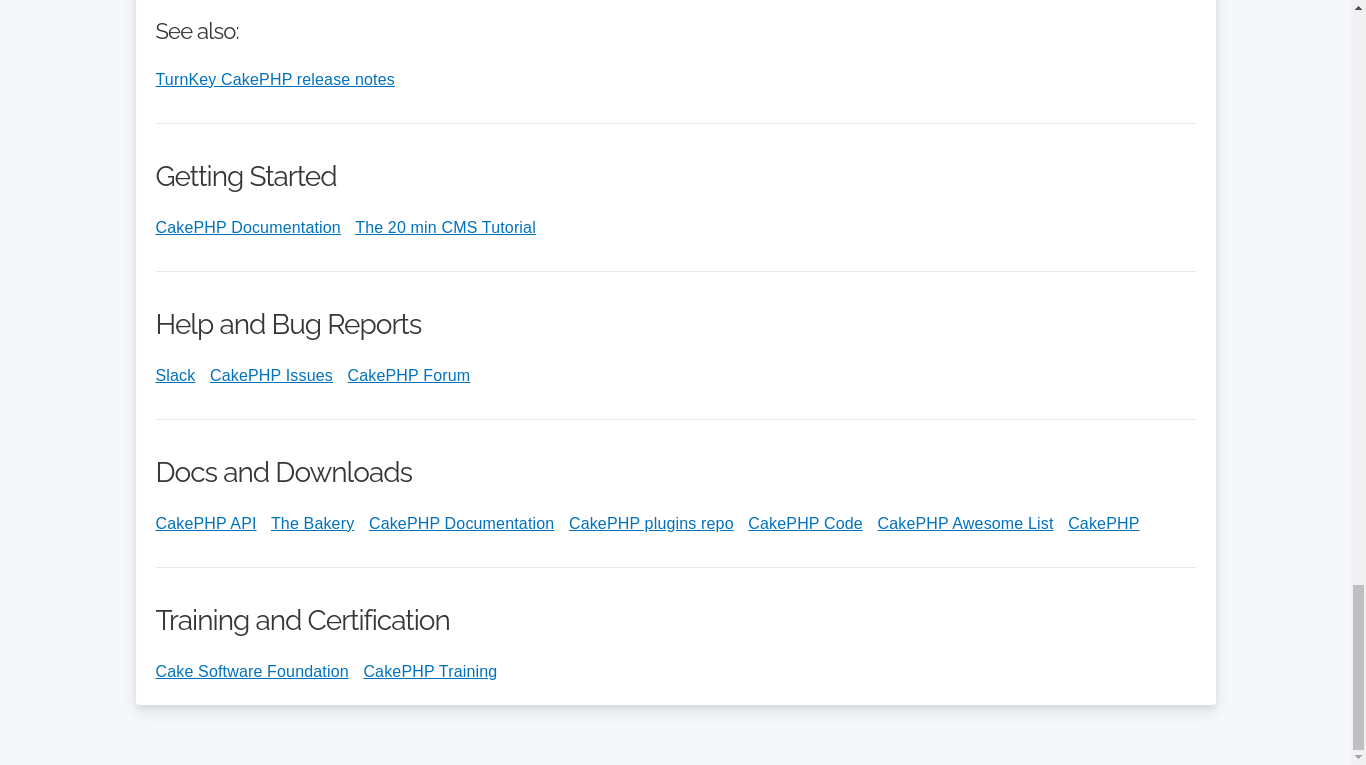 See also:
TurnKey CakePHP release notes
Getting Started
CakePHP Documentation The 20 min CMS Tutorial
Help and Bug Reports
Slack CakePHP Issues CakePHP Forum
Docs and Downloads
CakePHP API The Bakery CakePHP Documentation CakePHP plugins repo CakePHP Code CakePHP Awesome List CakePHP
Training and Certification
Cake Software Foundation CakePHP Training